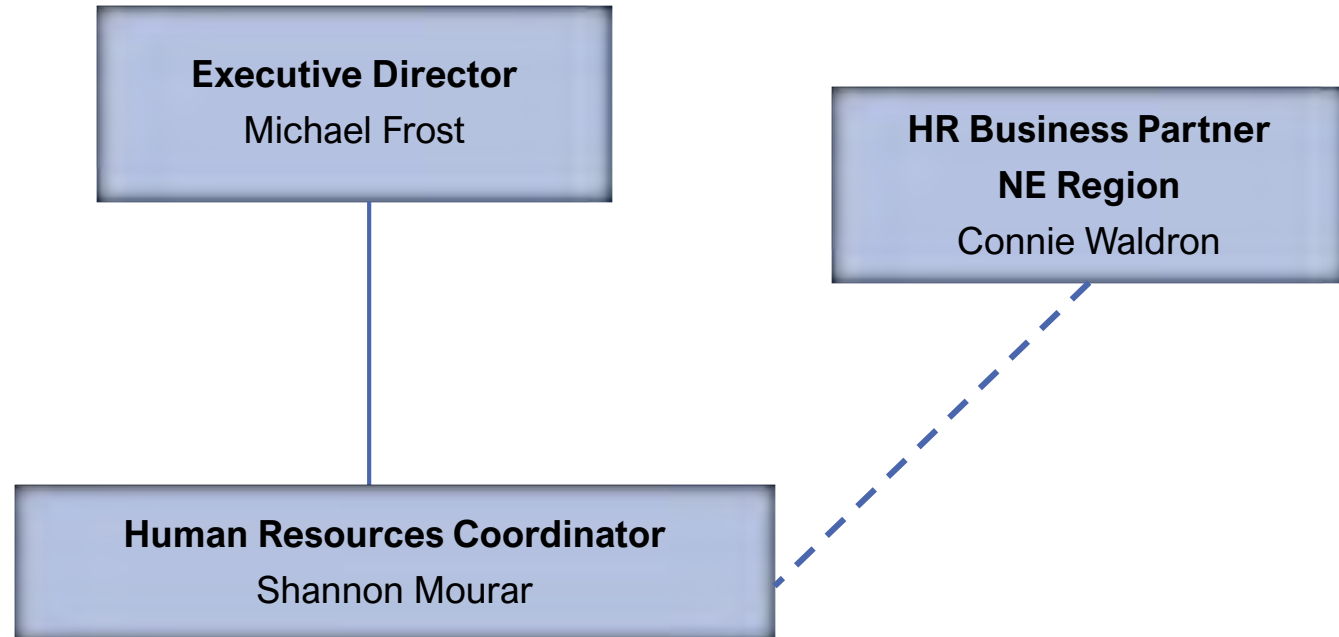 Executive Director
Michael Frost
HR Business Partner
NE Region
Connie Waldron
Human Resources Coordinator
Shannon Mourar